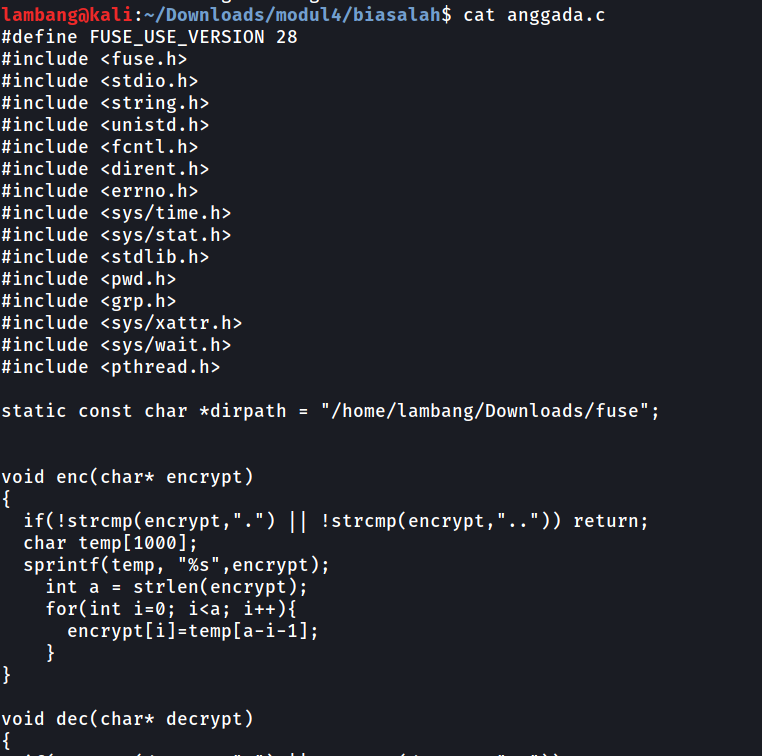 lambang@kali:~/Downloads/modul4/biasalah$ cat anggada.c
#define FUSE_USE_VERSION 28
#include <fuse.h>
#include <stdio.h>
#include <string.h>
#include <unistd.h>
#include <fcntl.h>
#include <dirent.h>
#include <errno.h>
#include <sys/time.h>
#include <sys/stat.h>
#include <stdlib.h>
#include <pwd.h>
#include <grp.h>
#include <sys/xattr.h>
#include <sys/wait.h>
#include <pthread.h>

static const char *dirpath = "/home/lambang/Downloads/fuse";


void enc(char* encrypt)
{
  if(!strcmp(encrypt,".") || !strcmp(encrypt,"..")) return;
  char temp[1000];
  sprintf(temp, "%s",encrypt);
    int a = strlen(encrypt);
    for(int i=0; i<a; i++){
      encrypt[i]=temp[a-i-1];
    }
}

void dec(char* decrypt)
{